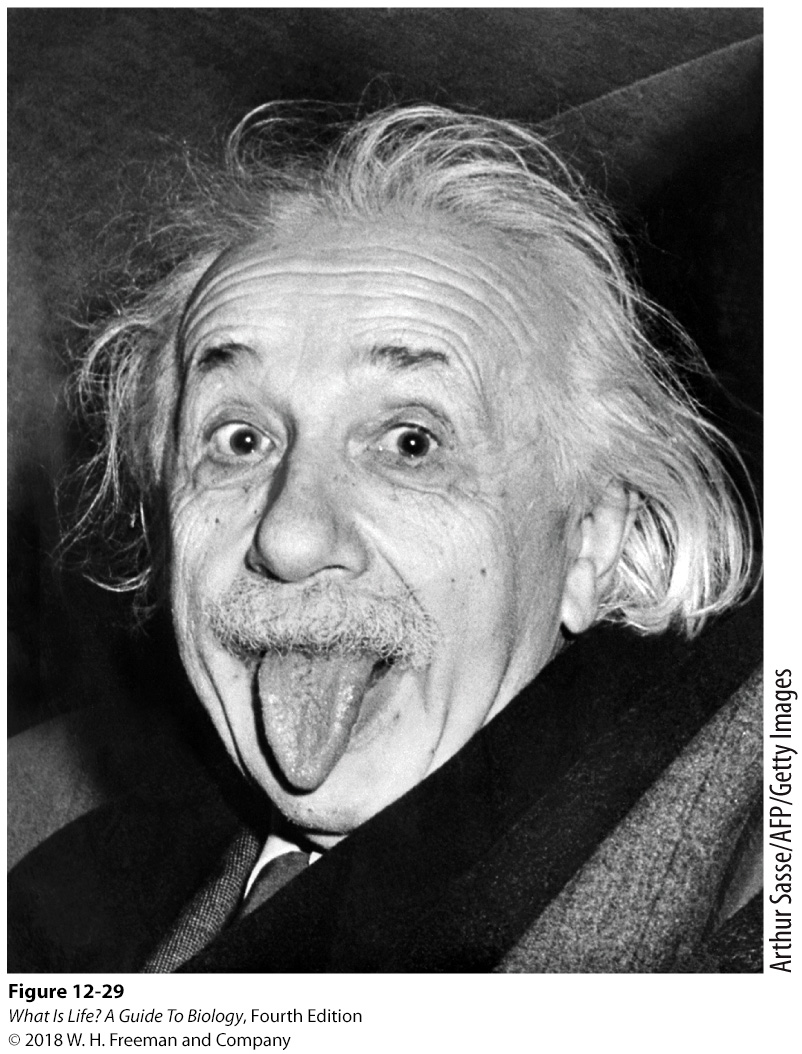 Arthur Sasse/AFP/Getty Images
Figure 12-29
What Is Life? A Guide To Biology, Fourth Edition
© 2018 W. H. Freeman and Company